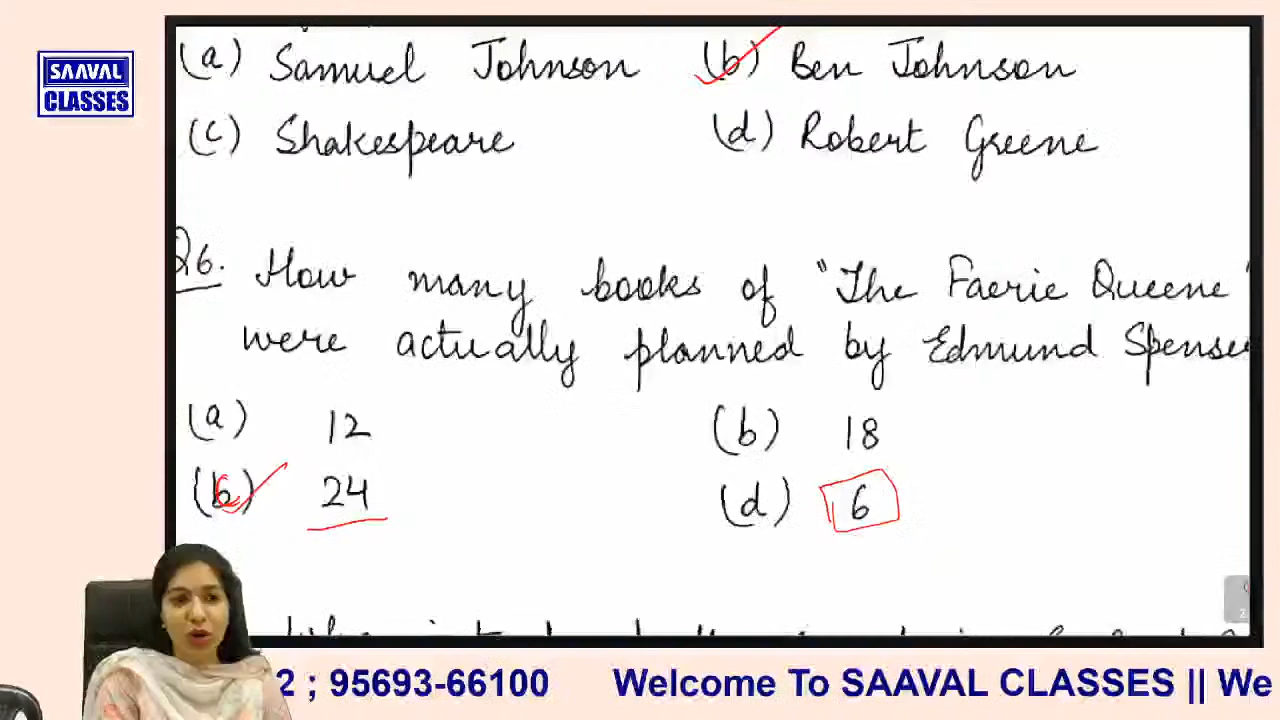 SAAVAL
CLASSES
(a) Samuel Johnson (b) Ben Johnson
(c) Shakespeare (d) Robert Greene
Q6. How many books of "The Faerie Queene"
were actually planned by Edmund Spenser
(a) 12 (b) 18
(c) 24 (d) 6
2 ; 95693-66100 Welcome To SAAVAL CLASSES || We